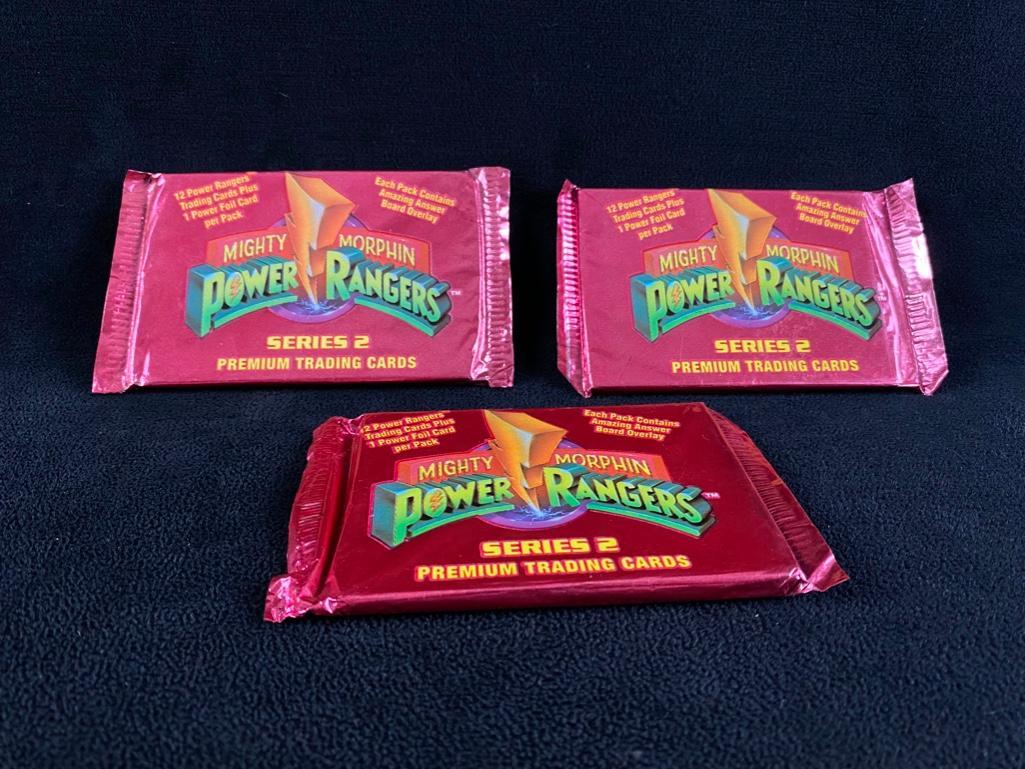 12 Power Rangers
Trading Cards Plus
1 Power Foil Card
per Pack
Each Pack Contains
Amazing Answer
Board Overlay
MIGHTY MORPHIN
POWER RANGERS™
SERIES 2
PREMIUM TRADING CARDS
12 Power Rangers
Trading Cards Plus
1 Power Foil Card
per Pack
Each Pack Contains
Amazing Answer
Board Overlay
MIGHTY MORPHIN
POWER RANGERS™
SERIES 2
PREMIUM TRADING CARDS
12 Power Rangers
Trading Cards Plus
1 Power Foil Card
per Pack
Each Pack Contains
Amazing Answer
Board Overlay
MIGHTY MORPHIN
POWER RANGERS™
SERIES 2
PREMIUM TRADING CARDS